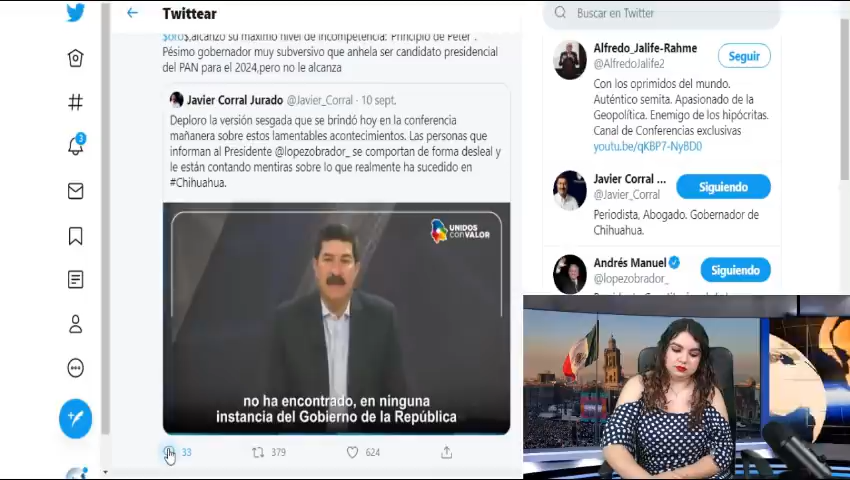 Twittear
$oro$,alcanzó su máximo nivel de incompetencia: "Principio de Peter".
Pésimo gobernador muy subversivo que anhela ser candidato presidencial
del PAN para el 2024,pero no le alcanza
Javier Corral Jurado @Javier_Corral · 10 sept.
Deploro la versión sesgada que se brindó hoy en la conferencia
mañanera sobre estos lamentables acontecimientos. Las personas que
informan al Presidente @lopezobrador_ se comportan de forma desleal y
le están contando mentiras sobre lo que realmente ha sucedido en
#Chihuahua.
UNIDOS
conVALOR
no ha encontrado, en ninguna
instancia del Gobierno de la República
33
379
624
3
Buscar en Twitter
Alfredo_Jalife-Rahme
Seguir
@AlfredoJalife2
Con los oprimidos del mundo.
Auténtico semita. Apasionado de la
Geopolítica. Enemigo de los hipócritas.
Canal de Conferencias exclusivas
youtu.be/qKBP7-NyBD0
Javier Corral ...
Siguiendo
@Javier_Corral
Periodista, Abogado. Gobernador de
Chihuahua.
Andrés Manuel
Siguiendo
@lopezobrador_